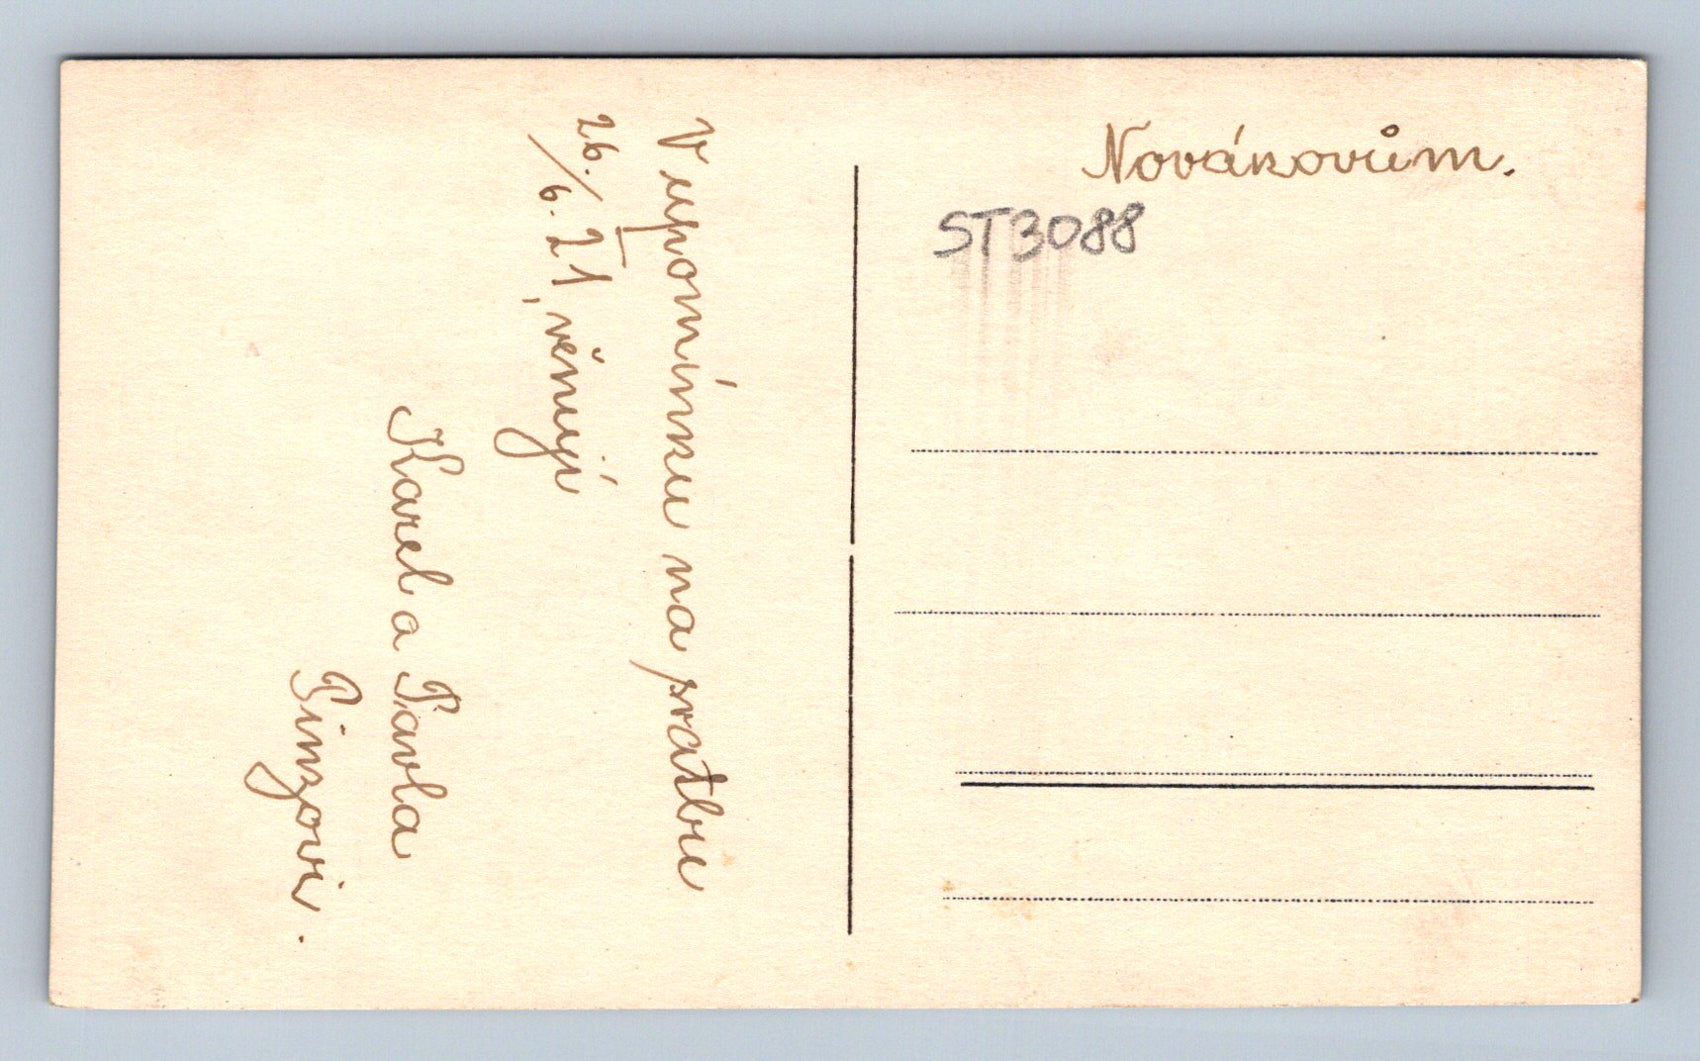 V upomínku na svatbu
26./6. 21, věnují
Karel a Pavla
Pinzovi.
Novákovům.
ST3088